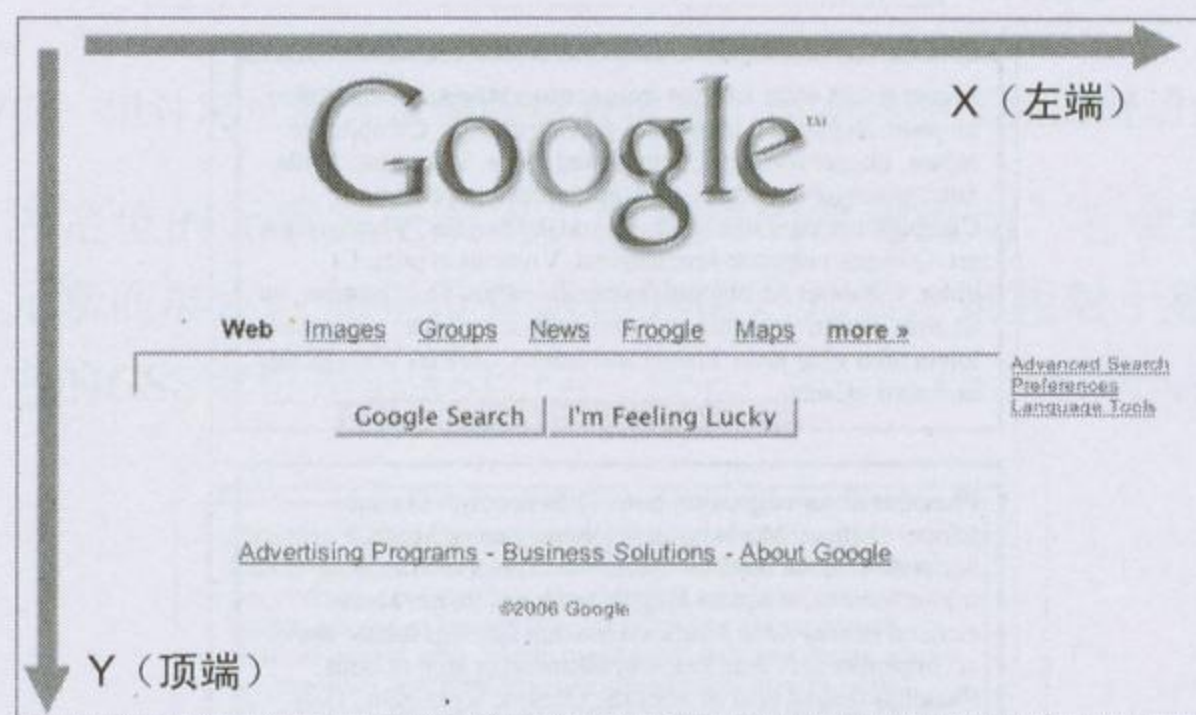 Google™
X（左端）
Web Images Groups News Froogle Maps more »
Advanced Search
Preferences
Language Tools
Google Search I'm Feeling Lucky
Advertising Programs - Business Solutions - About Google
©2006 Google
Y（顶端）